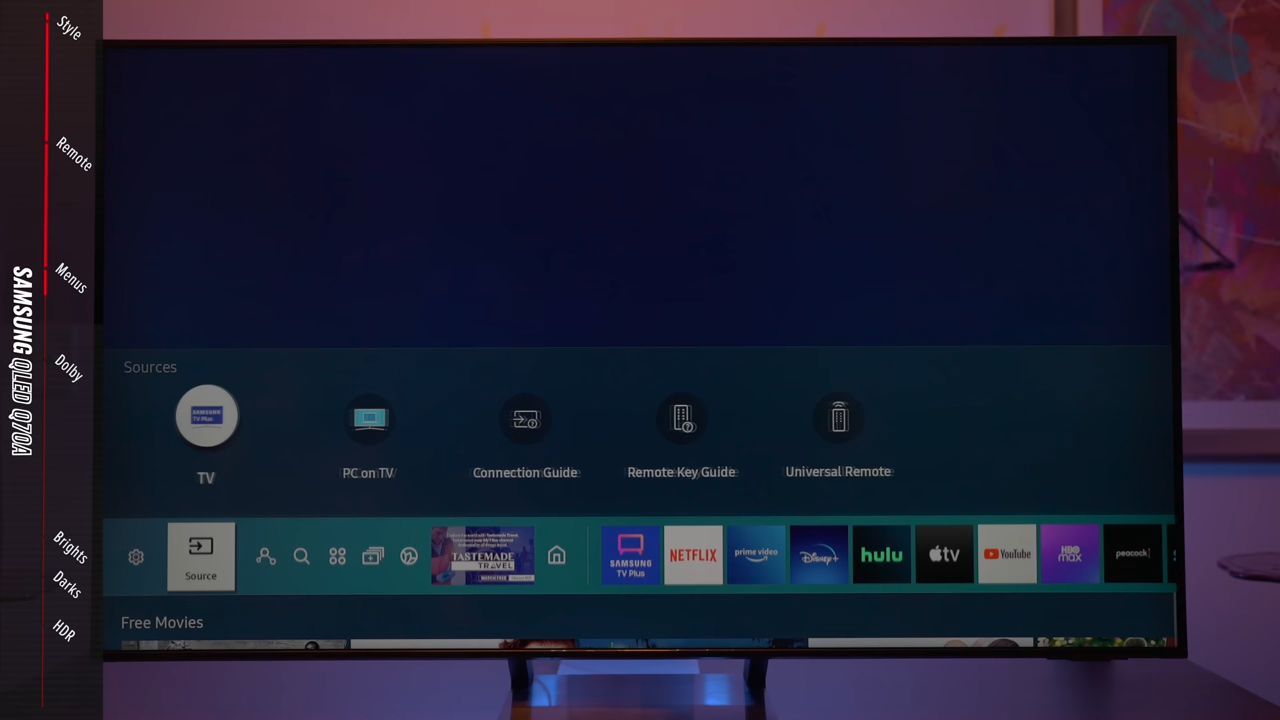 Style
Remote
Menus
Dolby
Brights
Darks
HDR
SAMSUNG QLED Q70A
Sources
SAMSUNG
TV Plus
TV
PC on TV
Connection Guide
Remote Key Guide
Universal Remote
Source
TASTEMADE
TRAVEL
SAMSUNG
TV Plus
NETFLIX
prime video
Disney+
hulu
tv
YouTube
HBO
max
peacock
Free Movies